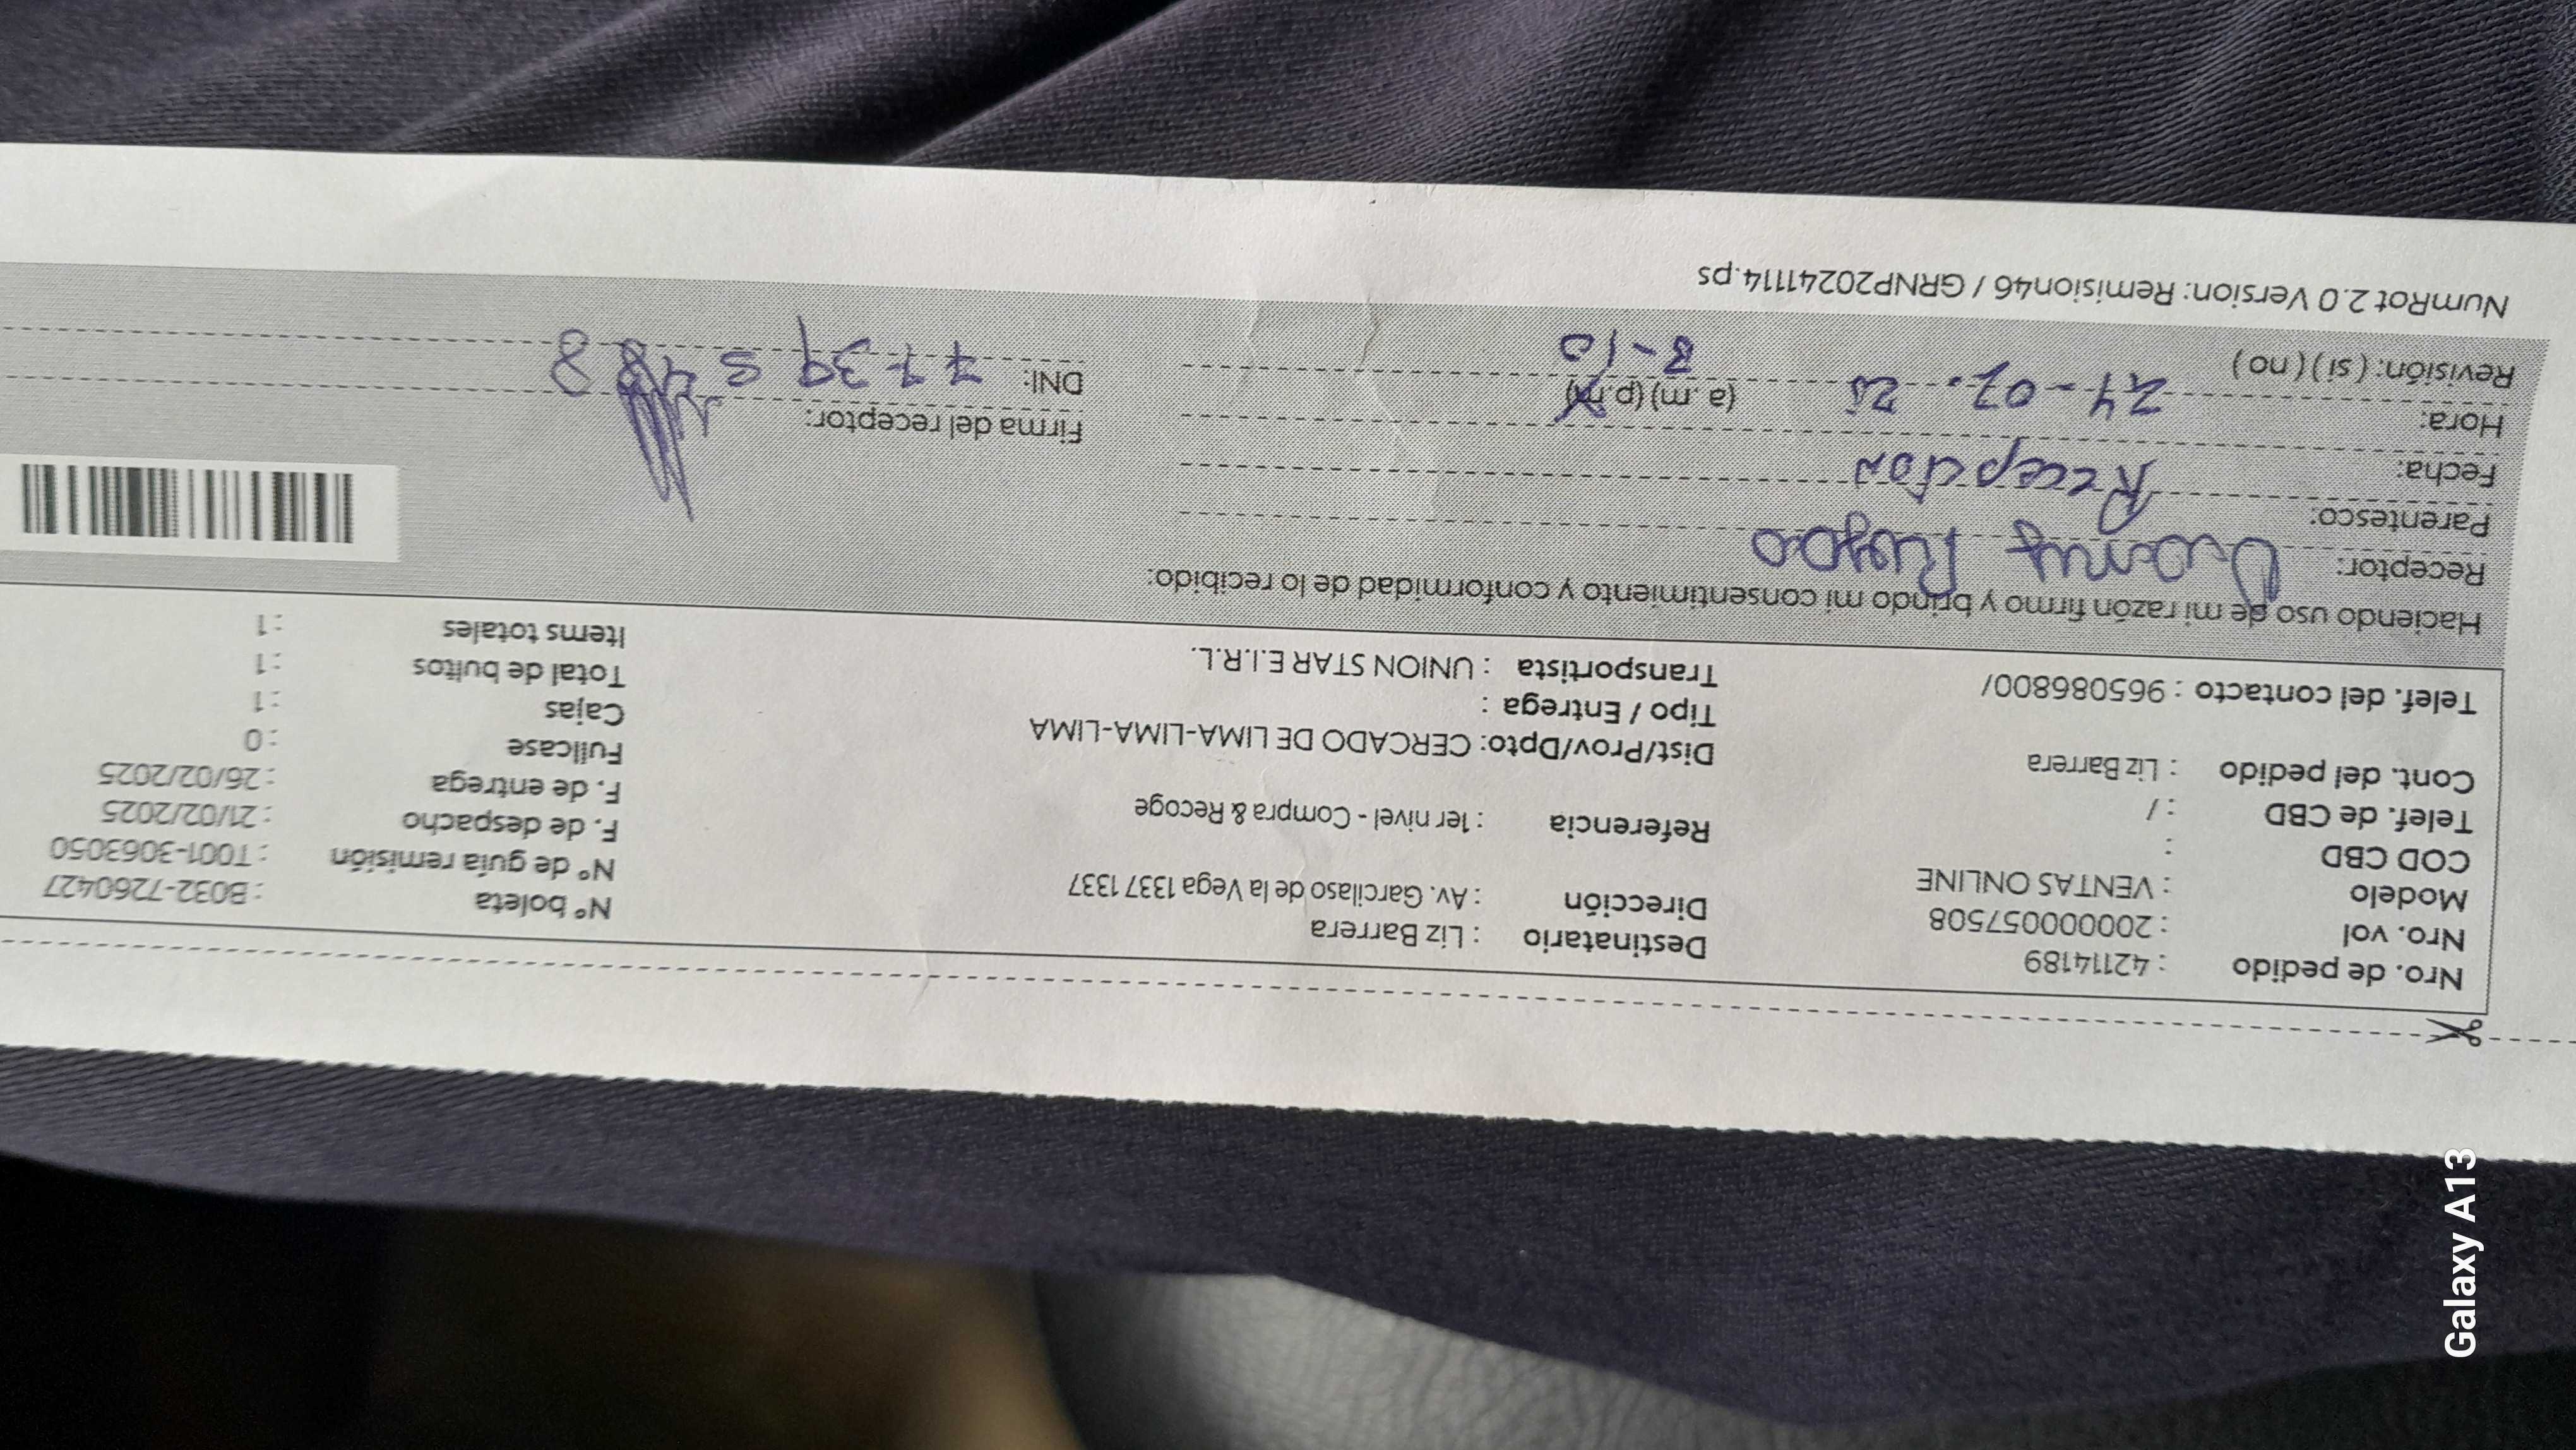 Nro. de pedido : 42114189
Nro. vol : 2000000057508
Modelo : VENTAS ONLINE
COD CBD :
Telef. de CBD : /
Cont. del pedido : Liz Barrera
Telef. del contacto : 965086800/
Destinatario : Liz Barrera
Dirección : Av. Garcilaso de la Vega 1337 1337
Referencia : 1er nivel - Compra & Recoge
Dist/Prov/Dpto: CERCADO DE LIMA-LIMA-LIMA
Tipo / Entrega :
Transportista : UNION STAR E.I.R.L.
Nº boleta : B032-7260427
Nº de guía remisión : T001-3063050
F. de despacho : 21/02/2025
F. de entrega : 26/02/2025
Fullcase : 0
Cajas : 1
Total de bultos : 1
Items totales : 1
Haciendo uso de mi razón firmo y brindo mi consentimiento y conformidad de lo recibido:
Receptor:
Parentesco: Recepcion
Fecha:
Hora: 24-02. 25 (a.m) (p.m)
Revisión: ( si ) ( no ) 3-10
Firma del receptor:
DNI:
NumRot 2.0 Version: Remision46 / GRNP20241114.ps
Galaxy A13